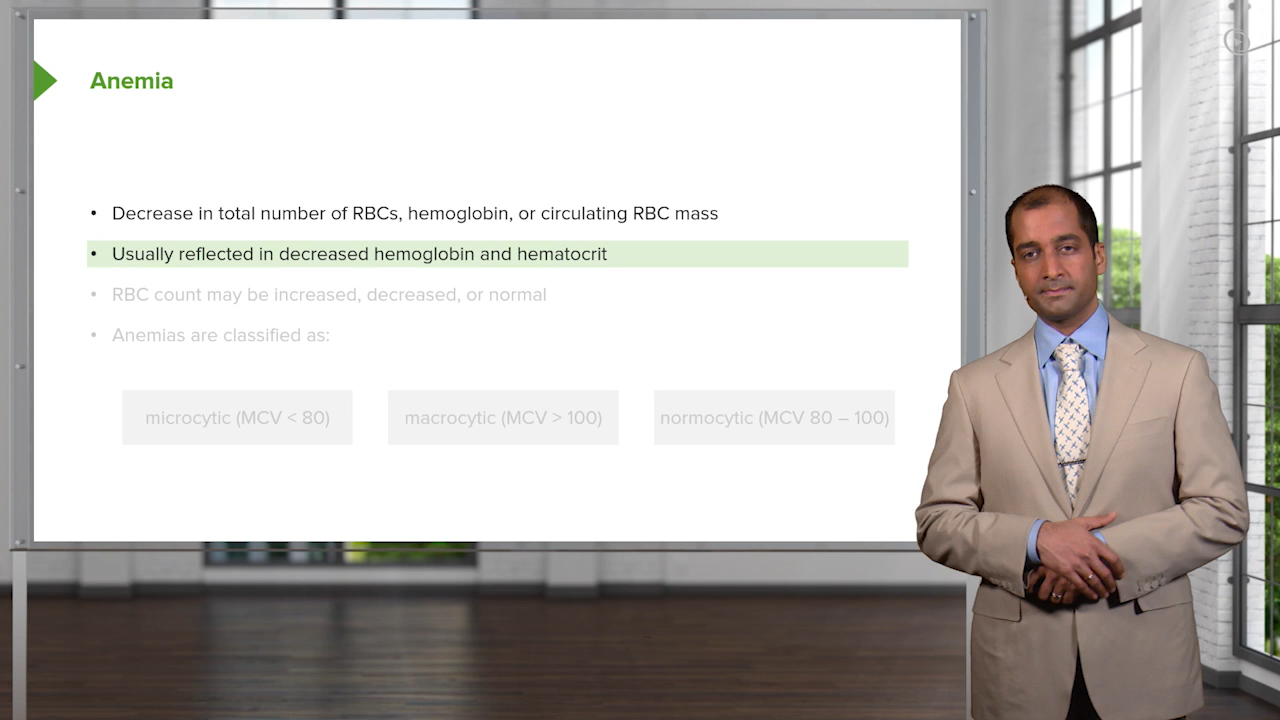 Anemia
• Decrease in total number of RBCs, hemoglobin, or circulating RBC mass
• Usually reflected in decreased hemoglobin and hematocrit
• RBC count may be increased, decreased, or normal
• Anemias are classified as:
microcytic (MCV < 80)
macrocytic (MCV > 100)
normocytic (MCV 80 – 100)